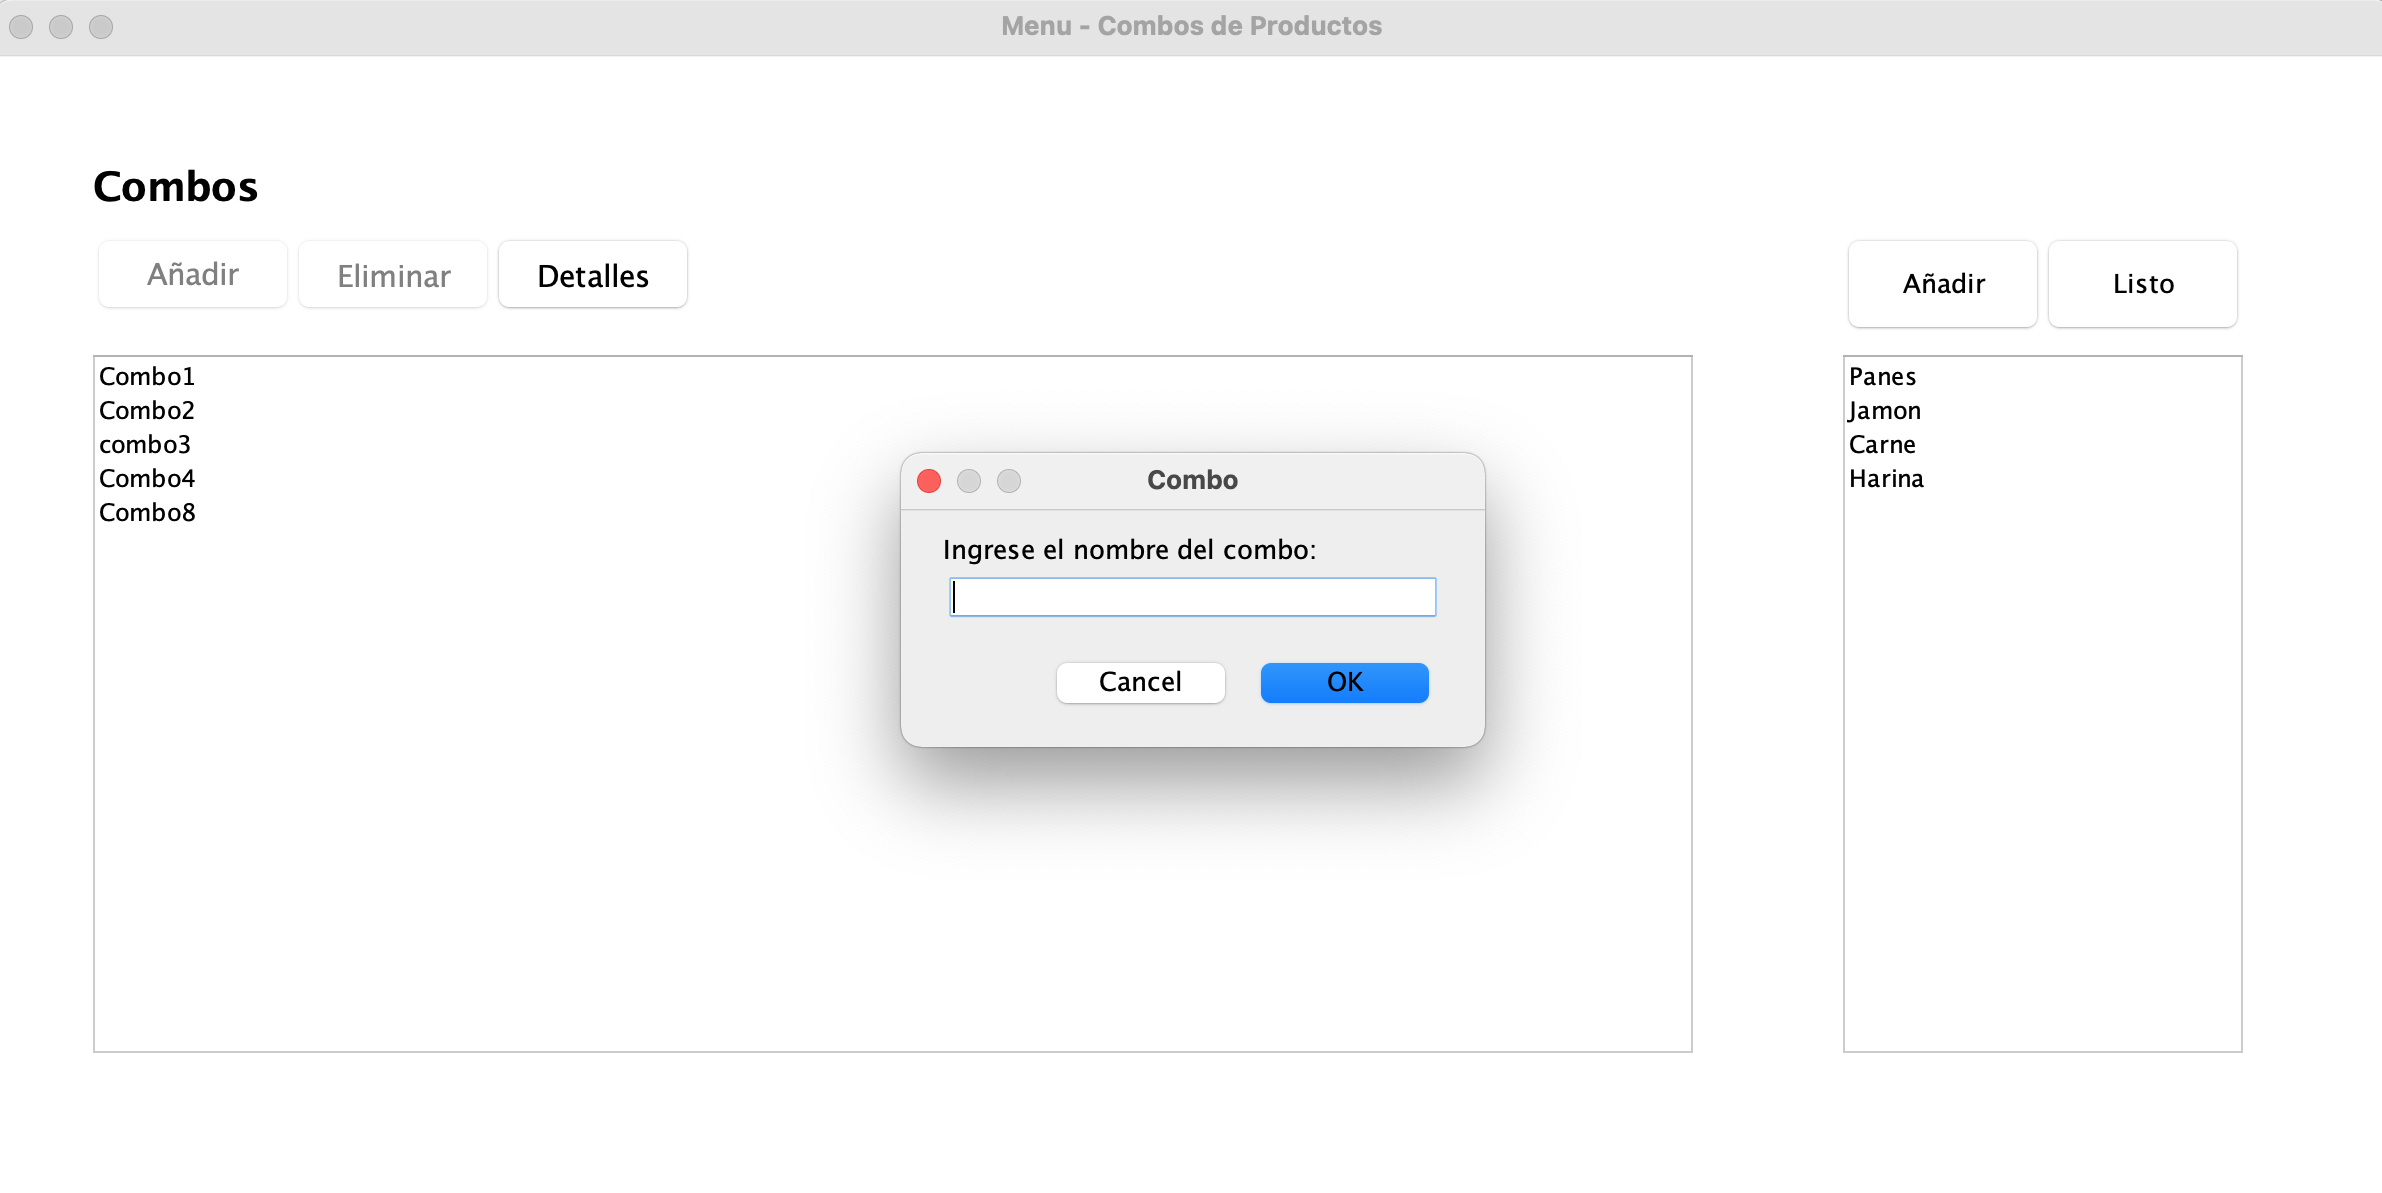 Menu - Combos de Productos
Combos
Añadir Eliminar Detalles
Añadir Listo
Combo1
Combo2
combo3
Combo4
Combo8
Combo
Ingrese el nombre del combo:
Cancel OK
Panes
Jamon
Carne
Harina